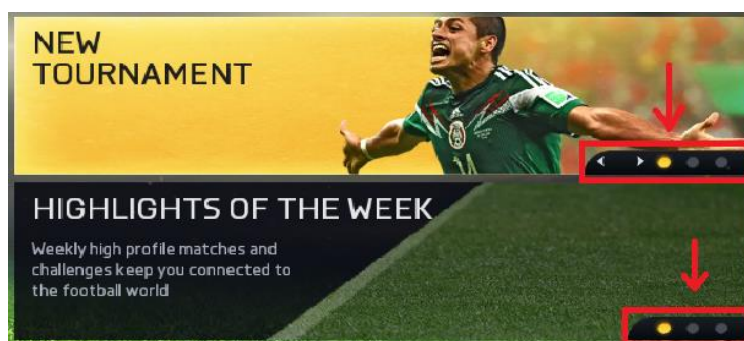 NEW
TOURNAMENT
14
HIGHLIGHTS OF THE WEEK
Weekly high profile matches and
challenges keep you connected to
the football world